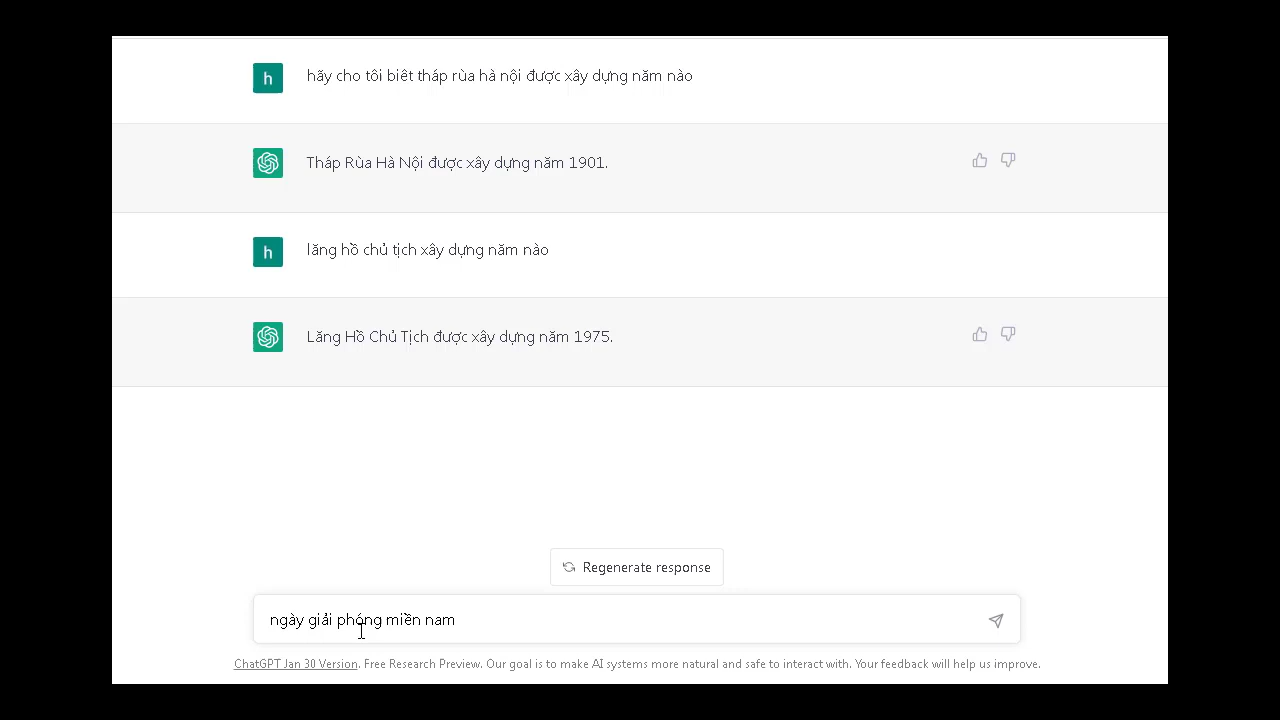 h
hãy cho tôi biêt tháp rùa hà nội được xây dựng năm nào
Tháp Rùa Hà Nội được xây dựng năm 1901.
h
lăng hồ chủ tịch xây dựng năm nào
Lăng Hồ Chủ Tịch được xây dựng năm 1975.
Regenerate response
ngày giải phóng miền nam
ChatGPT Jan 30 Version. Free Research Preview. Our goal is to make AI systems more natural and safe to interact with. Your feedback will help us improve.